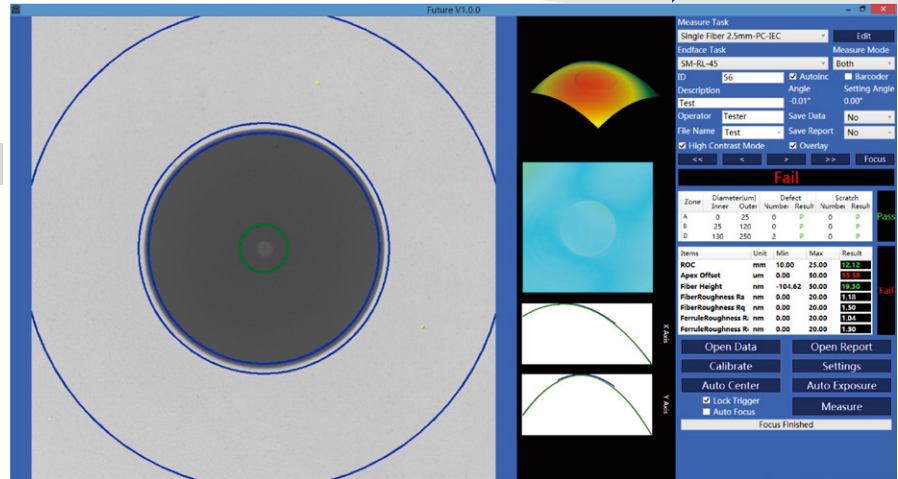 Future V1.0.0
Measure Task
Single Fiber 2.5mm-PC-IEC Edit
Endface Task Measure Mode
SM-RL-45 Both
ID 56 AutoInc Barcoder
Description Angle Setting Angle
Test -0.01° 0.00°
Operator Tester Save Data No
File Name Test Save Report No
High Contrast Mode Overlay
<< < > >> Focus
Fail
Zone Diameter(um) Defect Scratch
Inner Outer Number Result Number Result
A 0 25 0 P 0 P
B 25 120 0 P 0 P
D 130 250 2 P 0 P
Pass
Items Unit Min Max Result
ROC mm 10.00 25.00 12.12
Apex Offset um 0.00 50.00
Fiber Height nm -104.62 50.00 19.50
FiberRoughness Ra nm 0.00 20.00 1.18
FiberRoughness Rq nm 0.00 20.00 1.50
FerruleRoughness R nm 0.00 20.00 1.04
FerruleRoughness R nm 0.00 20.00 1.30
Fail
X Axis
Y Axis
Open Data Open Report
Calibrate Settings
Auto Center Auto Exposure
Lock Trigger
Auto Focus
Measure
Focus Finished